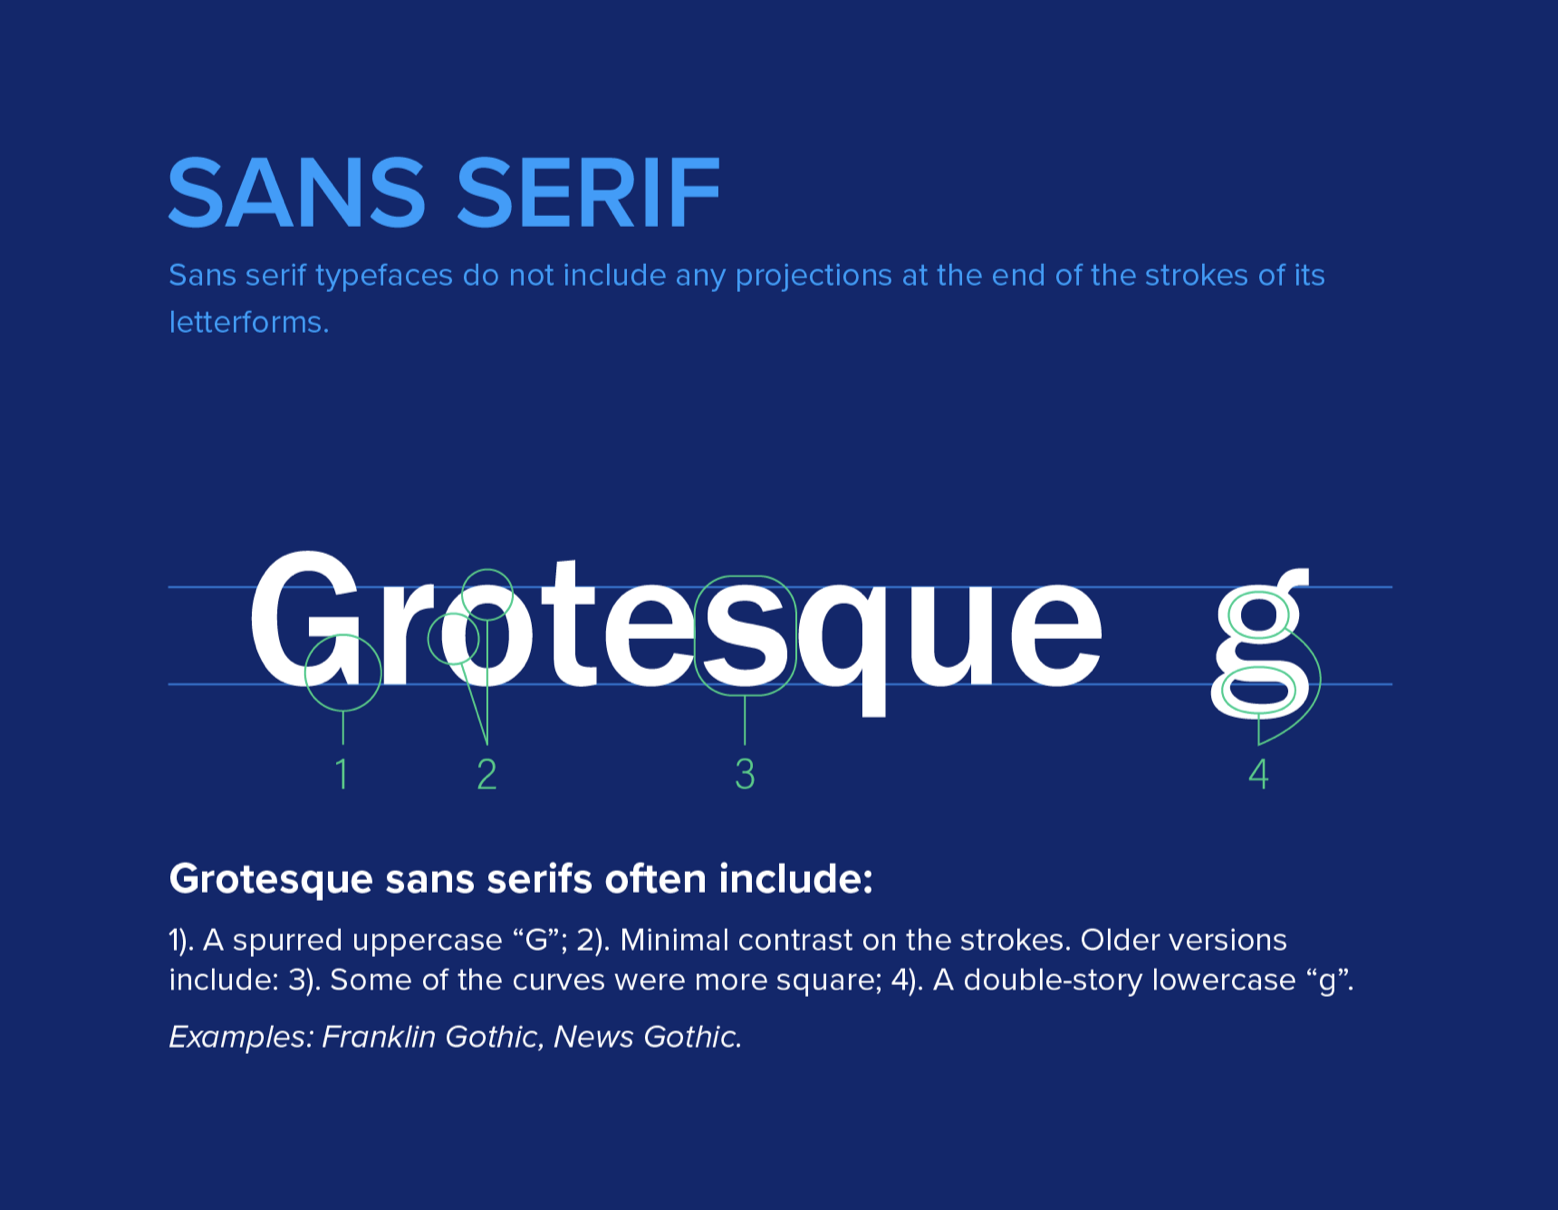 SANS SERIF
Sans serif typefaces do not include any projections at the end of the strokes of its
letterforms.
Grotesque g
1 2 3 4
Grotesque sans serifs often include:
1). A spurred uppercase “G”; 2). Minimal contrast on the strokes. Older versions
include: 3). Some of the curves were more square; 4). A double-story lowercase “g”.
Examples: Franklin Gothic, News Gothic.